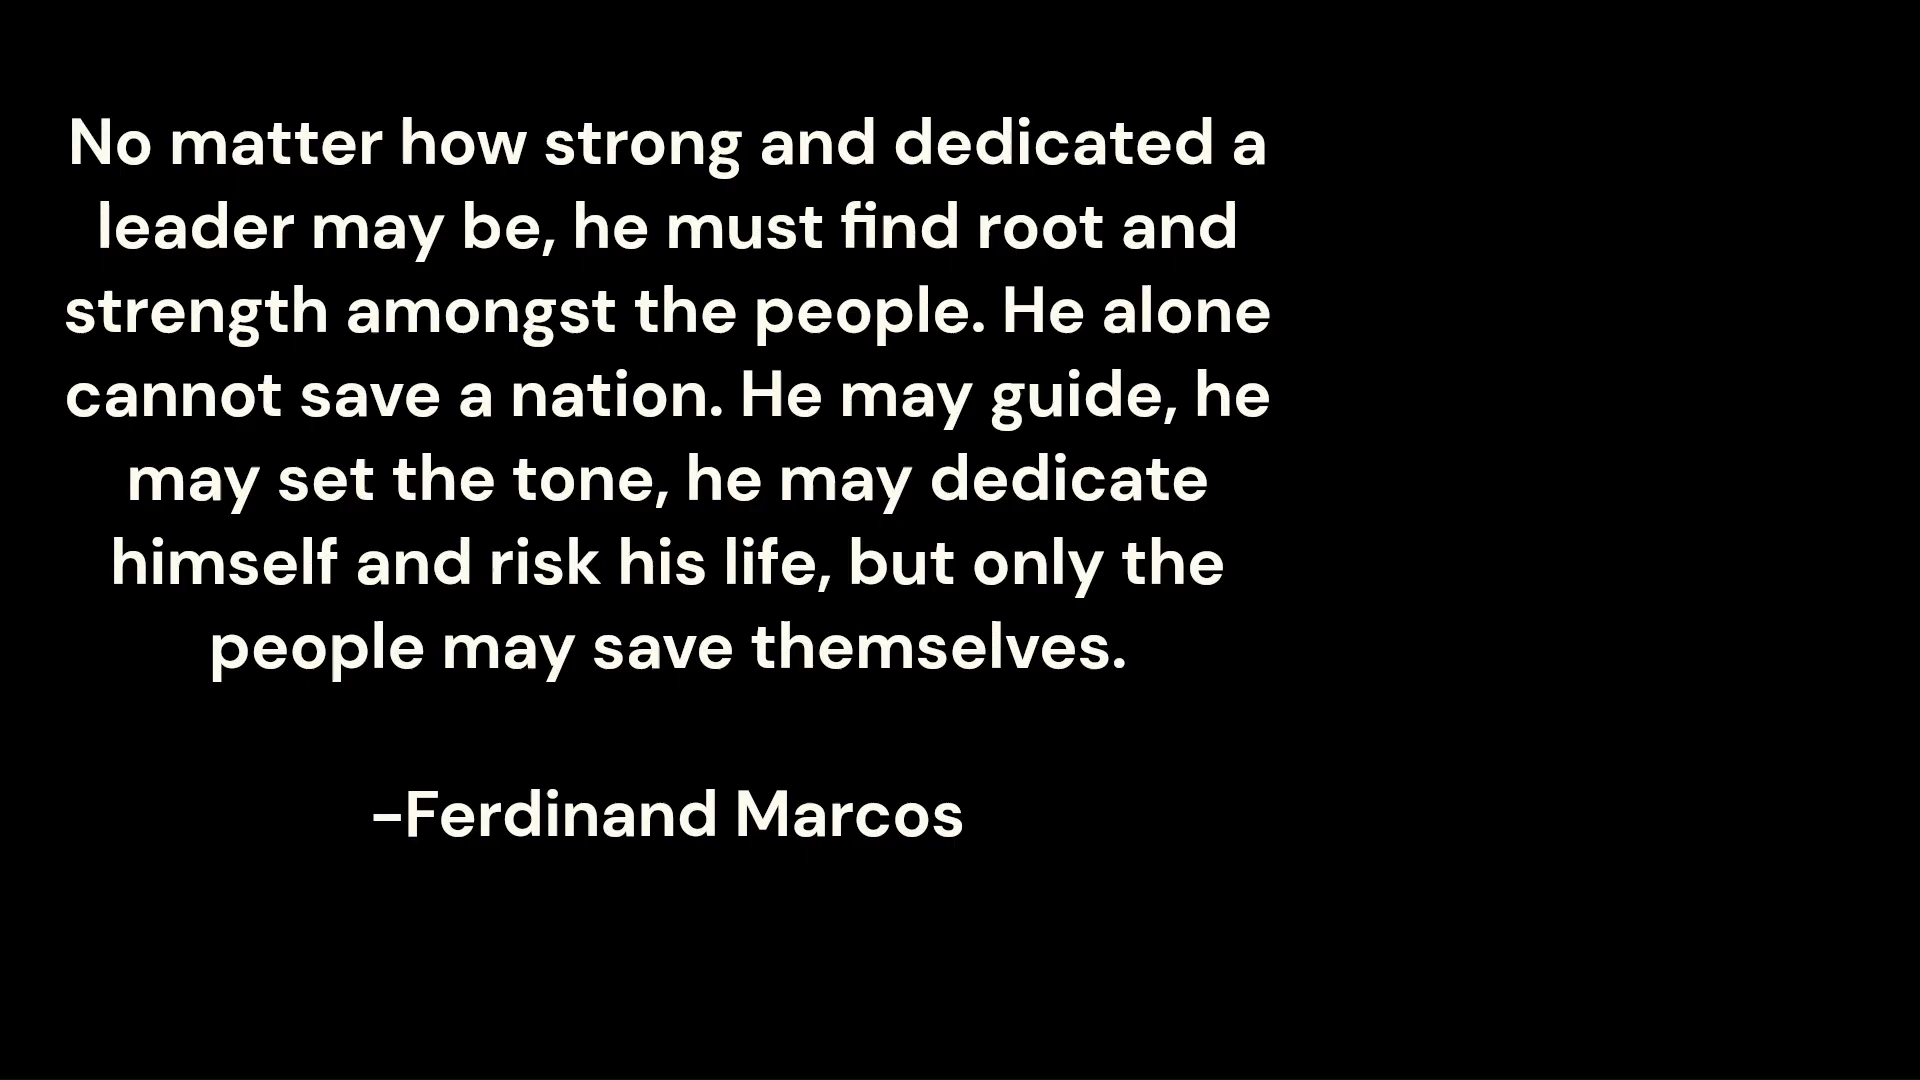 No matter how strong and dedicated a
leader may be, he must find root and
strength amongst the people. He alone
cannot save a nation. He may guide, he
may set the tone, he may dedicate
himself and risk his life, but only the
people may save themselves.
-Ferdinand Marcos